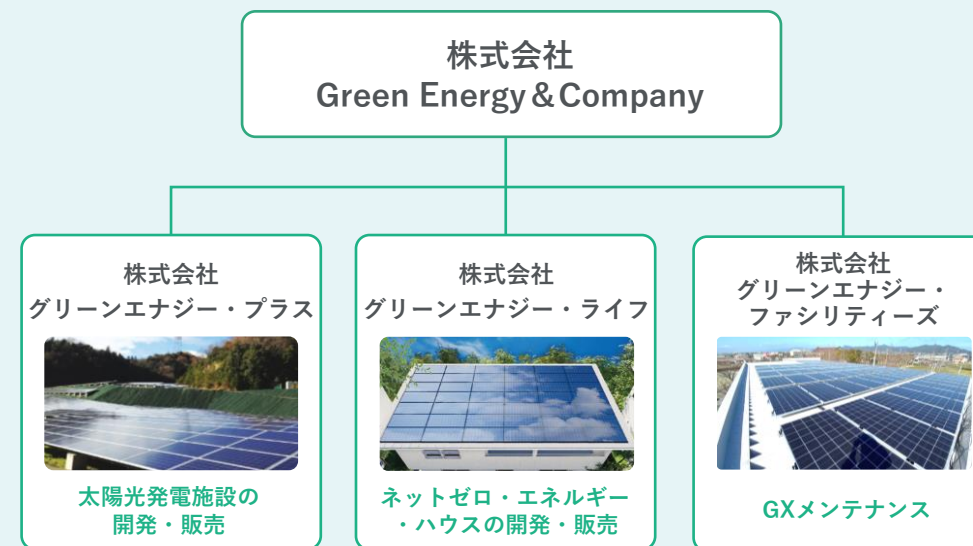 株式会社
Green Energy＆Company
株式会社
グリーンエナジー・プラス
太陽光発電施設の
開発・販売
株式会社
グリーンエナジー・ライフ
ネットゼロ・エネルギー
・ハウスの開発・販売
株式会社
グリーンエナジー・
ファシリティーズ
GXメンテナンス